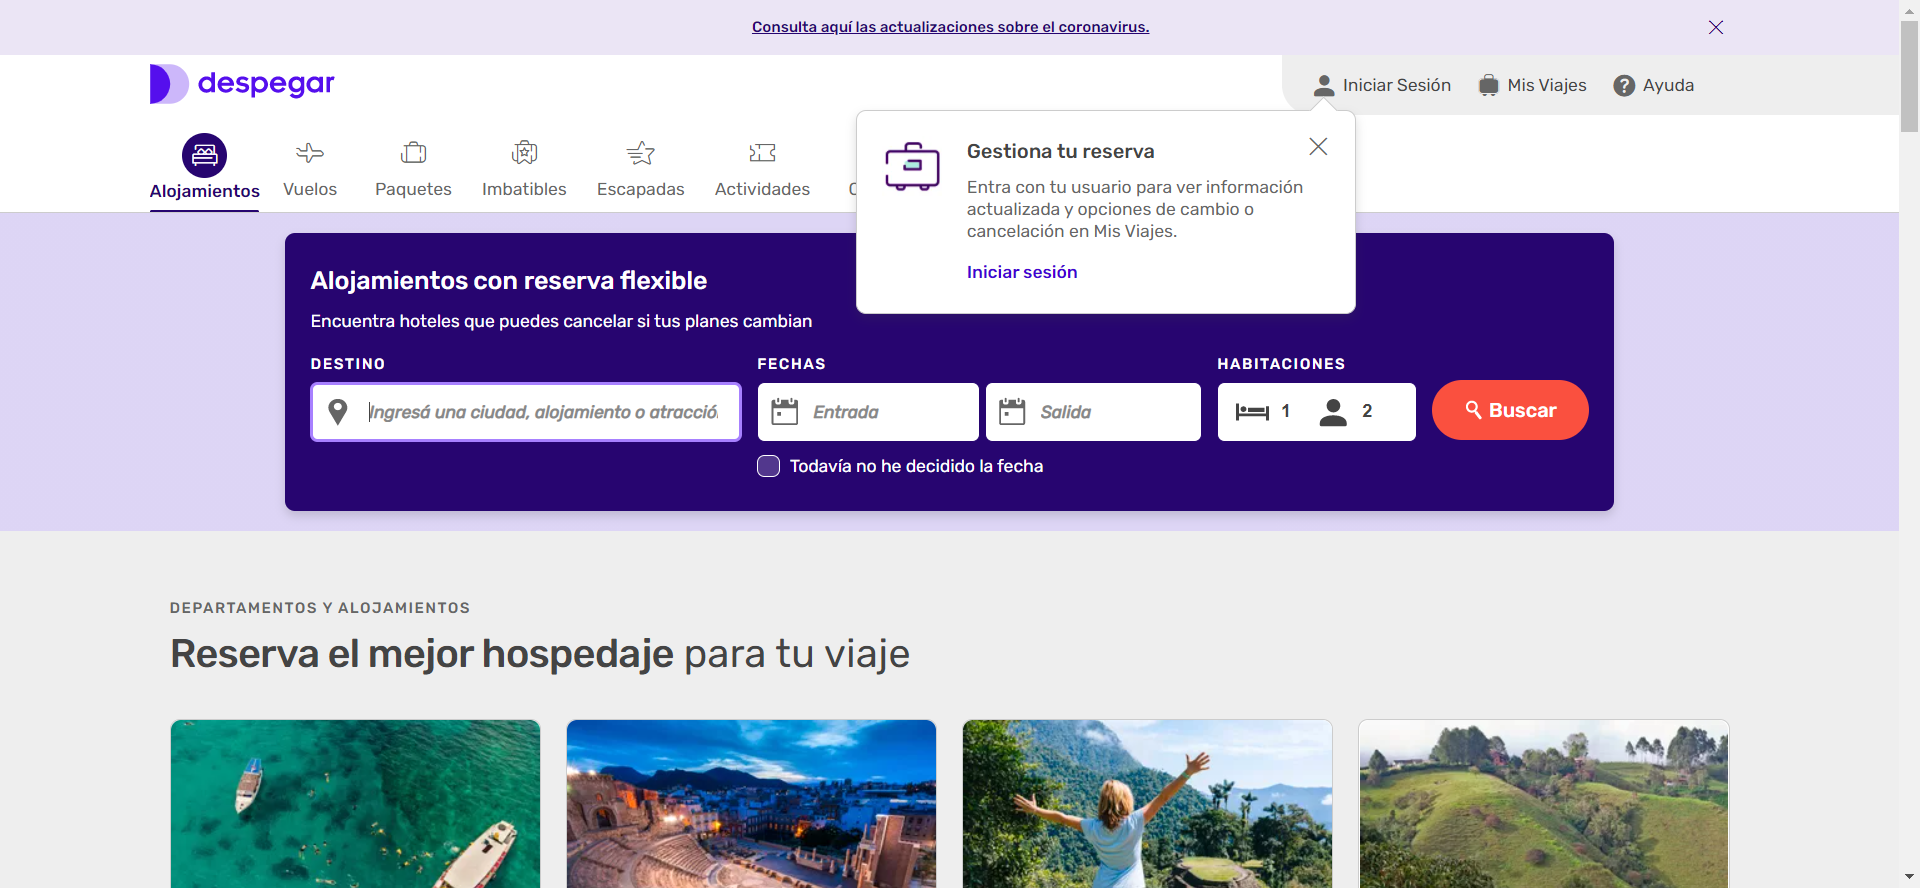 Consulta aquí las actualizaciones sobre el coronavirus.
despegar
Iniciar Sesión
Mis Viajes
Ayuda
Alojamientos
Vuelos
Paquetes
Imbatibles
Escapadas
Actividades
Gestiona tu reserva
Entra con tu usuario para ver información
actualizada y opciones de cambio o
cancelación en Mis Viajes.
Iniciar sesión
Alojamientos con reserva flexible
Encuentra hoteles que puedes cancelar si tus planes cambian
DESTINO
FECHAS
HABITACIONES
Ingresá una ciudad, alojamiento o atracció
Entrada
Salida
1
2
Buscar
Todavía no he decidido la fecha
DEPARTAMENTOS Y ALOJAMIENTOS
Reserva el mejor hospedaje para tu viaje